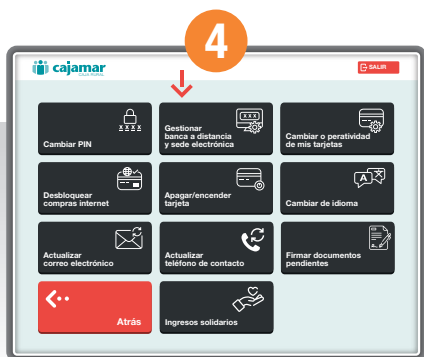 4
cajamar
CAJA RURAL
SALIR
xxxx
Cambiar PIN
xxx
Gestionar
banca a distancia
y sede electrónica
Cambiar o peratividad
de mis tarjetas
Desbloquear
compras internet
Apagar/encender
tarjeta
A
Cambiar de idioma
Actualizar
correo electrónico
Actualizar
teléfono de contacto
Firmar documentos
pendientes
Atrás
Ingresos solidarios